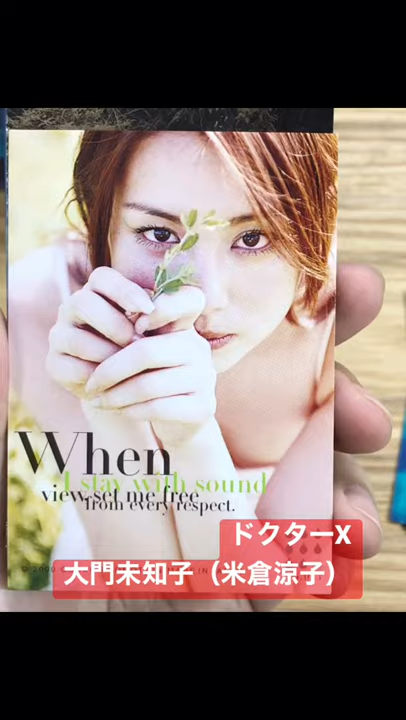 When
I stay with sound
view set me free
from every respect.
ドクターX
大門未知子（米倉涼子）